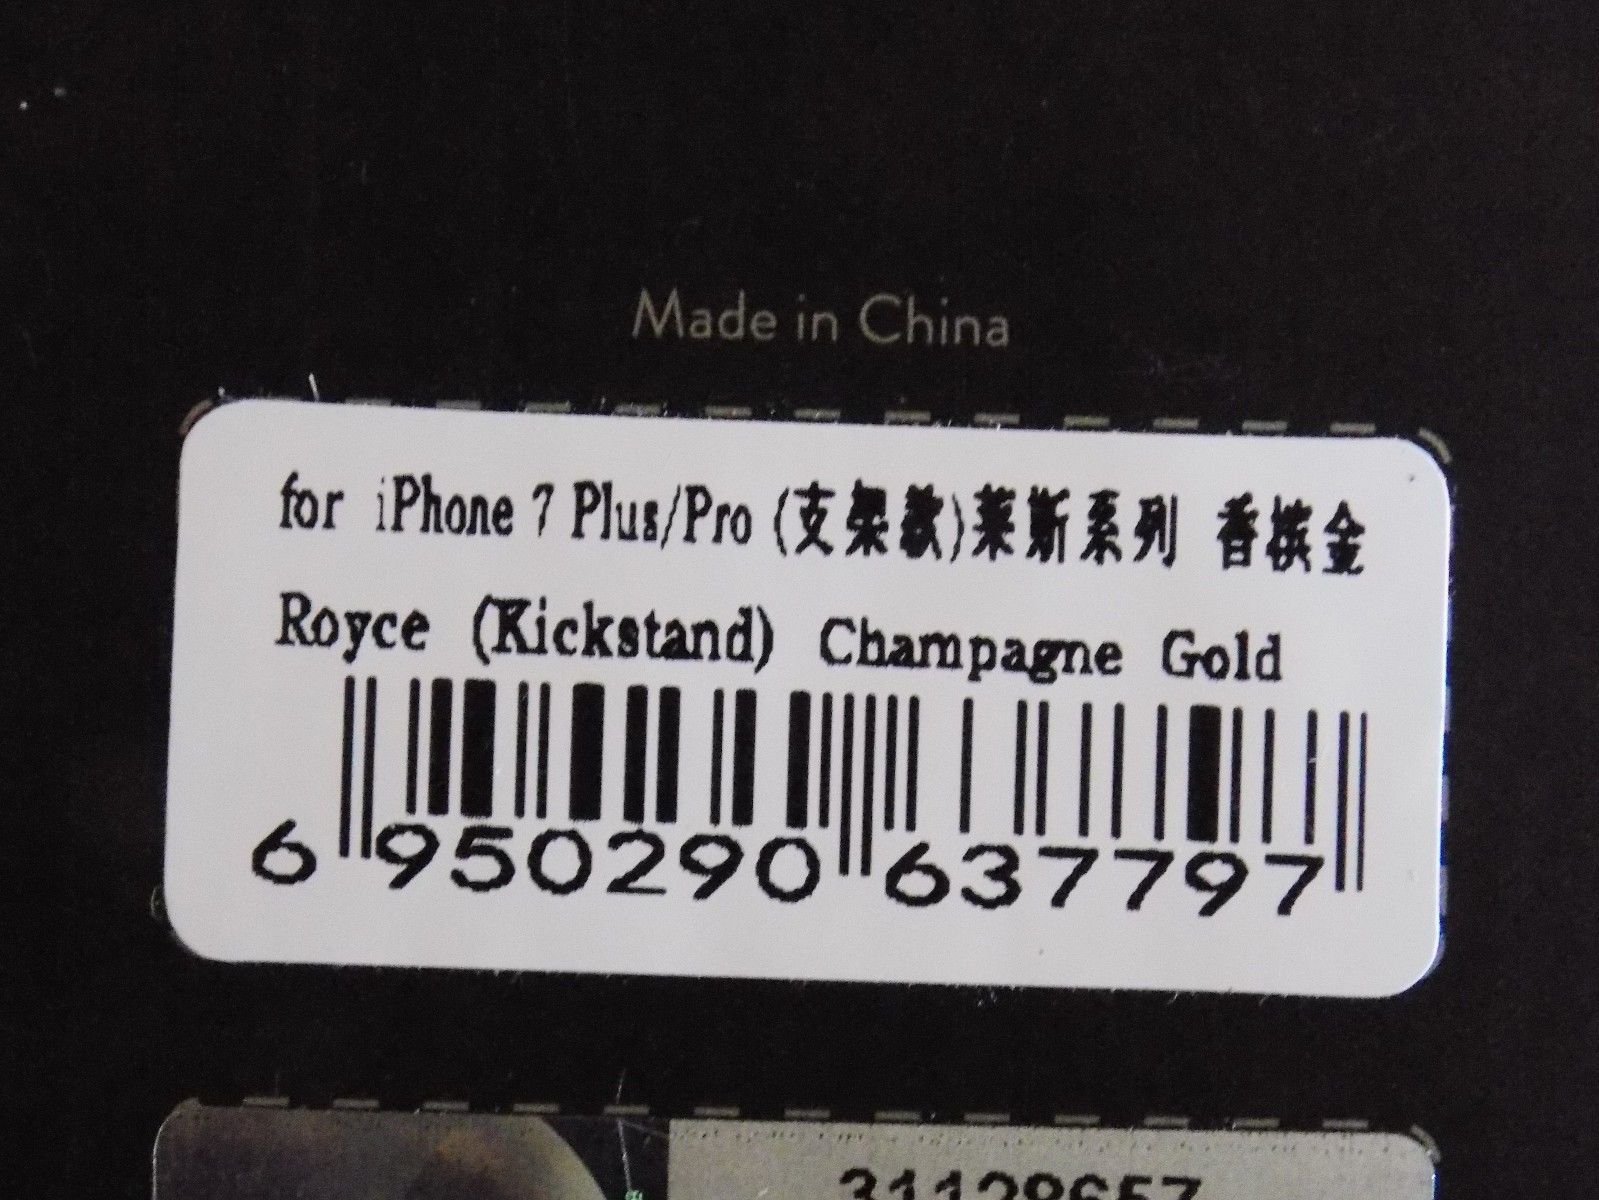 Made in China
for iPhone 7 Plus/Pro (支架款)莱斯系列 香槟金
Royce (Kickstand) Champagne Gold
6 950290 637797
31128657